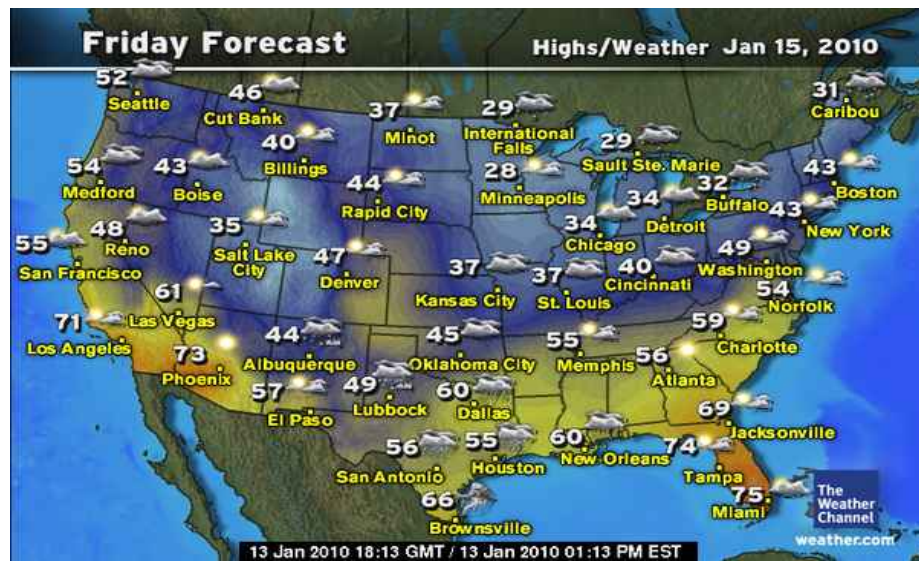 Friday Forecast
Highs/Weather Jan 15, 2010
52
Seattle
46
Cut Bank
37
Minot
29
International
Falls
31
Caribou
40
Billings
29
Sault Ste. Marie
54
Medford
43
Boise
44
Rapid City
28
Minneapolis
34
Detroit
32
Buffalo
43
Boston
48
Reno
35
Salt Lake
City
34
Chicago
43
New York
55
San Francisco
47
Denver
37
Kansas City
37
St. Louis
40
Cincinnati
49
Washington
61
Las Vegas
54
Norfolk
71
Los Angeles
73
Phoenix
44
Albuquerque
45
Oklahoma City
55
Memphis
56
Atlanta
59
Charlotte
57
El Paso
49
Lubbock
60
Dallas
69
Jacksonville
56
San Antonio
55
Houston
60
New Orleans
74
Tampa
66
Brownsville
75
Miami
The
Weather
Channel
weather.com
13 Jan 2010 18:13 GMT / 13 Jan 2010 01:13 PM EST